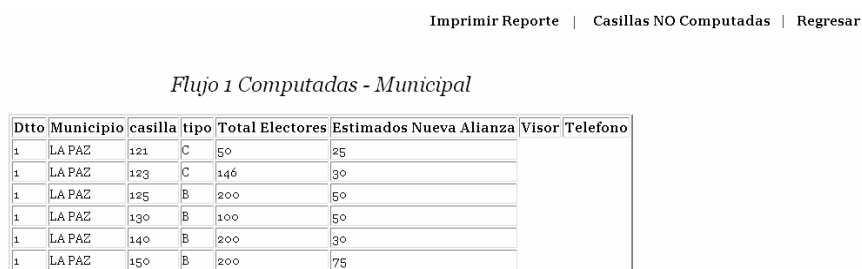 Imprimir Reporte | Casillas NO Computadas | Regresar
Flujo 1 Computadas - Municipal
Dtto Municipio casilla tipo Total Electores Estimados Nueva Alianza Visor Telefono
1 LA PAZ 121 C 50 25
1 LA PAZ 123 C 146 30
1 LA PAZ 125 B 200 50
1 LA PAZ 130 B 100 50
1 LA PAZ 140 B 200 30
1 LA PAZ 150 B 200 75